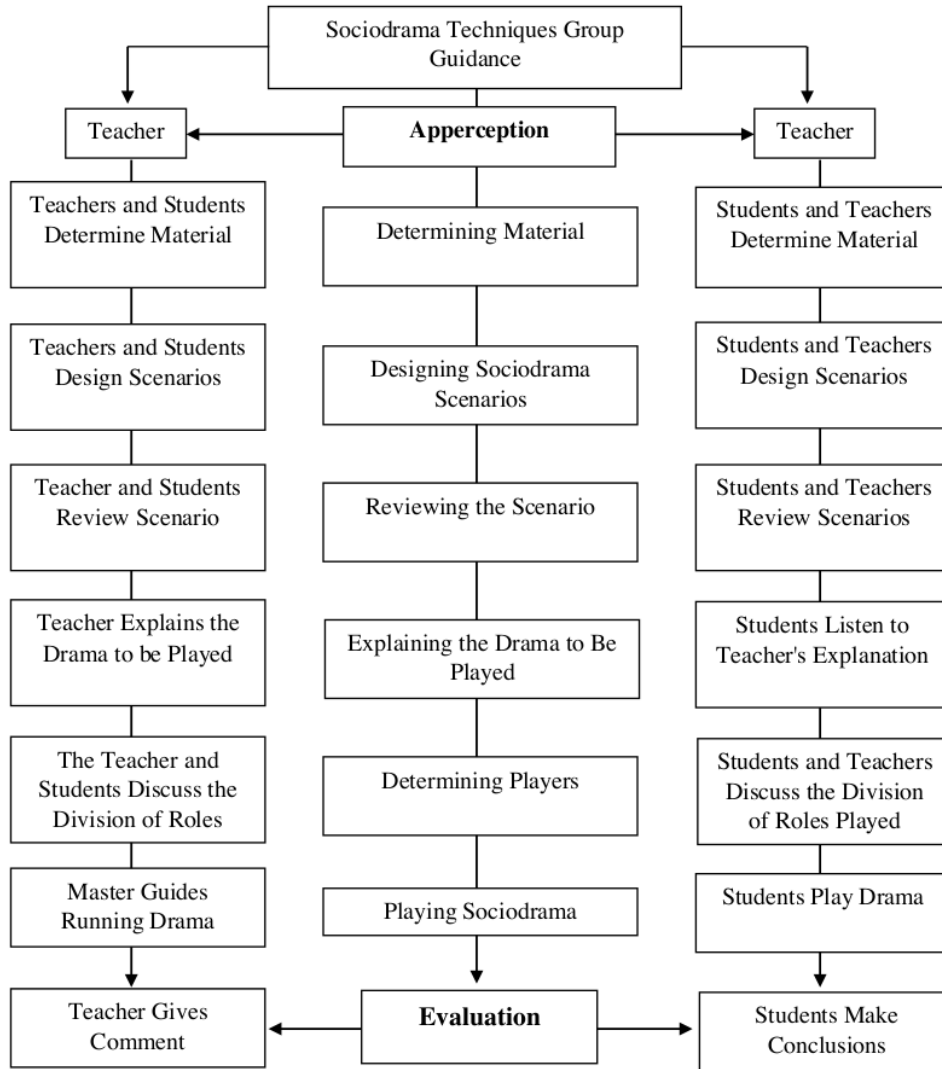 Sociodrama Techniques Group
Guidance
Teacher
Apperception
Teacher
Teachers and Students
Determine Material
Determining Material
Students and Teachers
Determine Material
Teachers and Students
Design Scenarios
Designing Sociodrama
Scenarios
Students and Teachers
Design Scenarios
Teacher and Students
Review Scenario
Reviewing the Scenario
Students and Teachers
Review Scenarios
Teacher Explains the
Drama to be Played
Explaining the Drama to Be
Played
Students Listen to
Teacher's Explanation
The Teacher and
Students Discuss the
Division of Roles
Determining Players
Students and Teachers
Discuss the Division
of Roles Played
Master Guides
Running Drama
Playing Sociodrama
Students Play Drama
Teacher Gives
Comment
Evaluation
Students Make
Conclusions